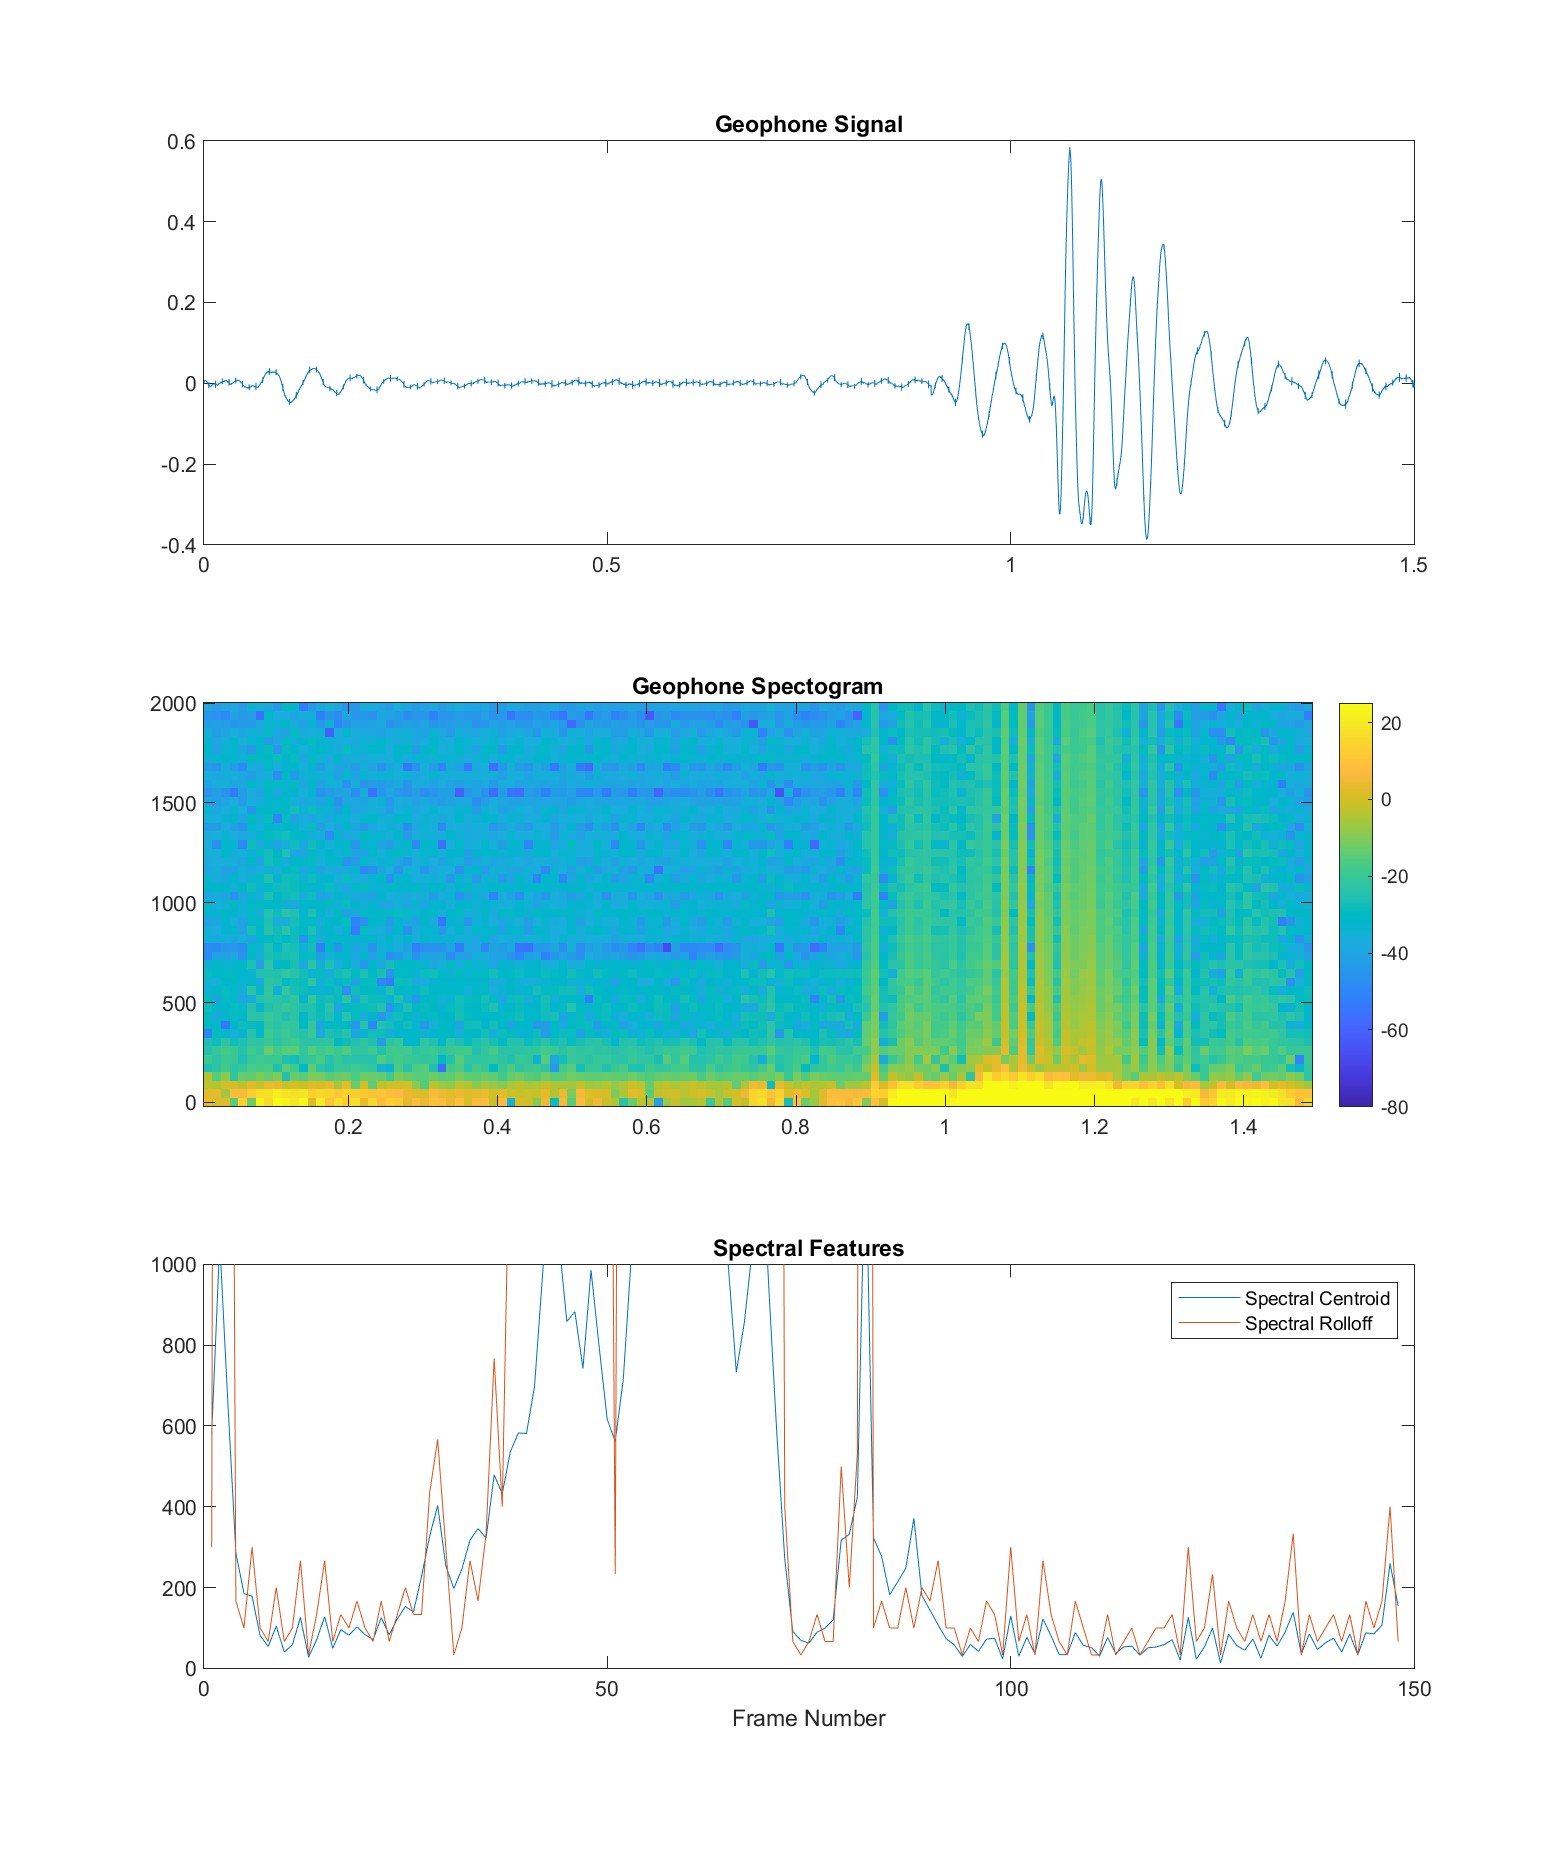 Geophone Signal
0.6
0.4
0.2
0
-0.2
-0.4
0 0.5 1 1.5
Geophone Spectogram
2000
1500
1000
500
0
0.2 0.4 0.6 0.8 1 1.2 1.4
20
0
-20
-40
-60
-80
Spectral Features
1000
800
600
400
200
0
0 50 100 150
Spectral Centroid
Spectral Rolloff
Frame Number